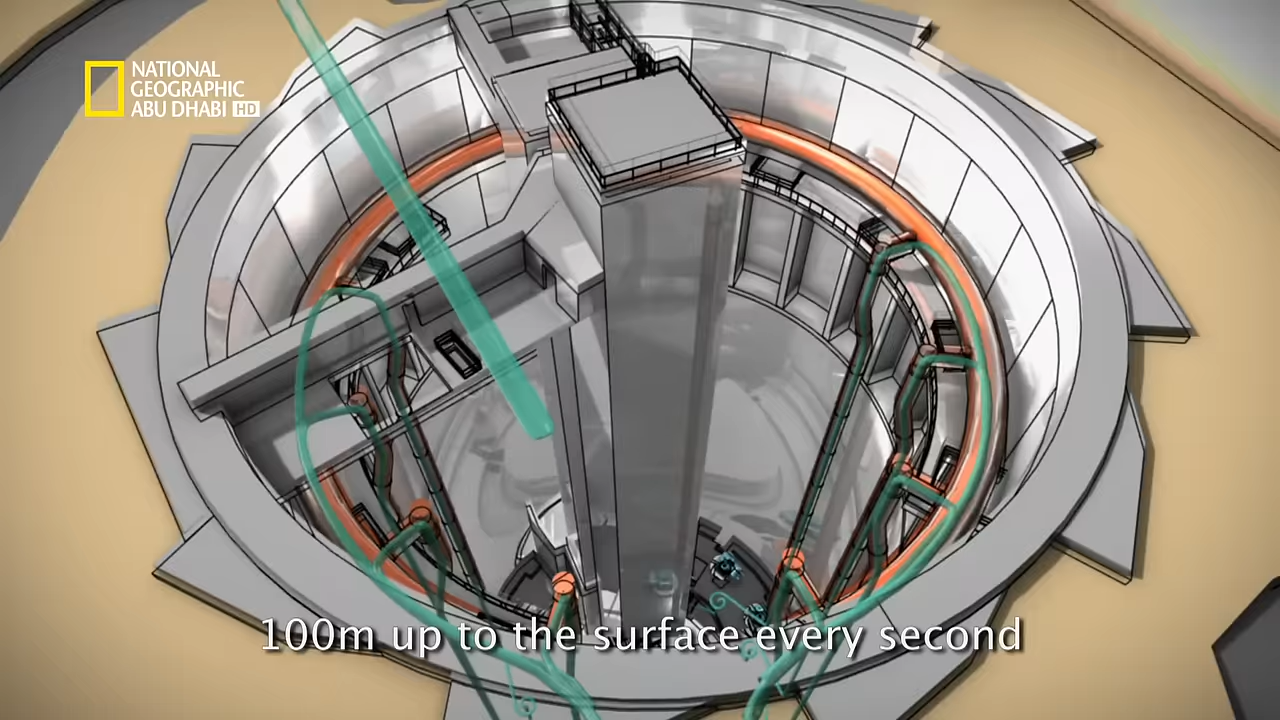 NATIONAL
GEOGRAPHIC
ABU DHABI HD
100m up to the surface every second